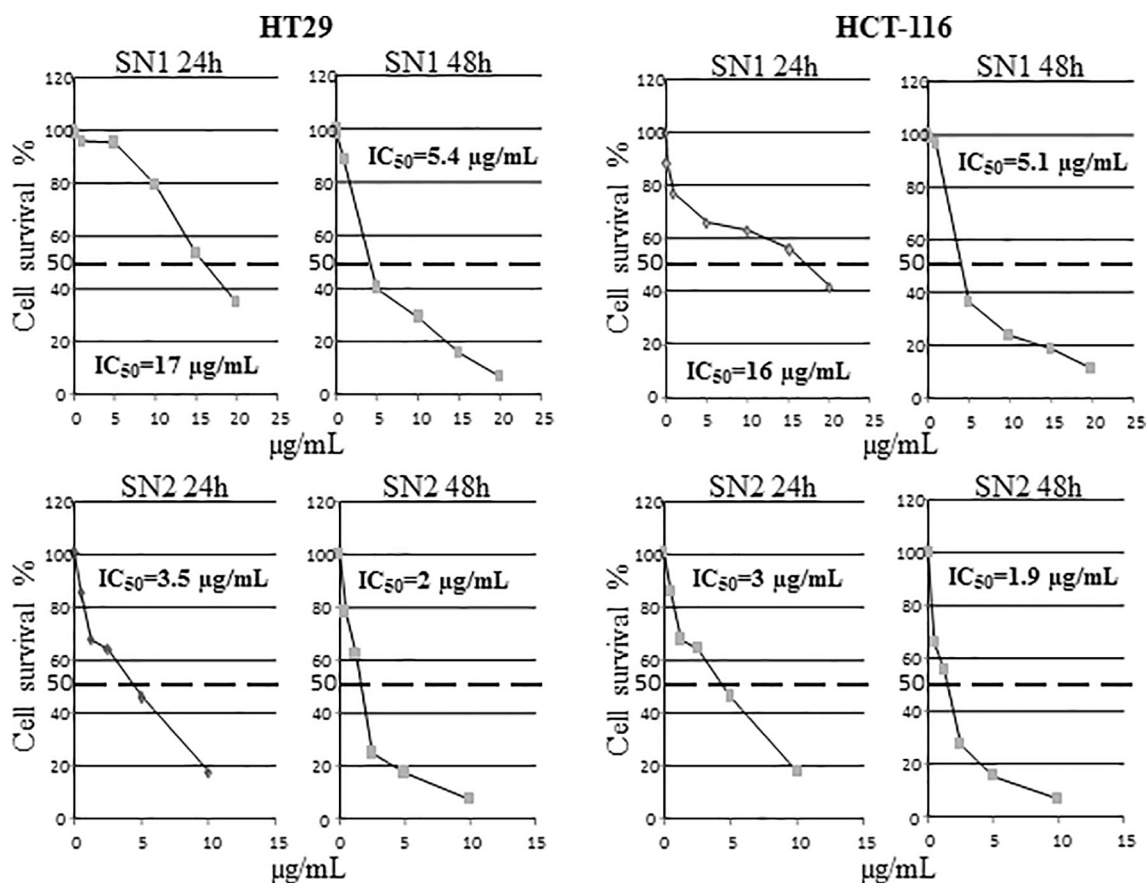 HT29
HCT-116
SN1 24h
SN1 48h
SN1 24h
SN1 48h
Cell survival %
120
100
80
60
50
40
20
0
IC50=17 µg/mL
0 5 10 15 20 25
120
100
80
60
50
40
20
0
IC50=5.4 µg/mL
0 5 10 15 20 25
µg/mL
Cell survival %
120
100
80
60
50
40
20
0
IC50=16 µg/mL
0 5 10 15 20 25
120
100
80
60
50
40
20
0
IC50=5.1 µg/mL
0 5 10 15 20 25
µg/mL
SN2 24h
SN2 48h
SN2 24h
SN2 48h
Cell survival %
120
100
80
60
50
40
20
0
IC50=3.5 µg/mL
0 5 10 15
120
100
80
60
50
40
20
0
IC50=2 µg/mL
0 5 10 15
µg/mL
Cell survival %
120
100
80
60
50
40
20
0
IC50=3 µg/mL
0 5 10 15
120
100
80
60
50
40
20
0
IC50=1.9 µg/mL
0 5 10 15
µg/mL